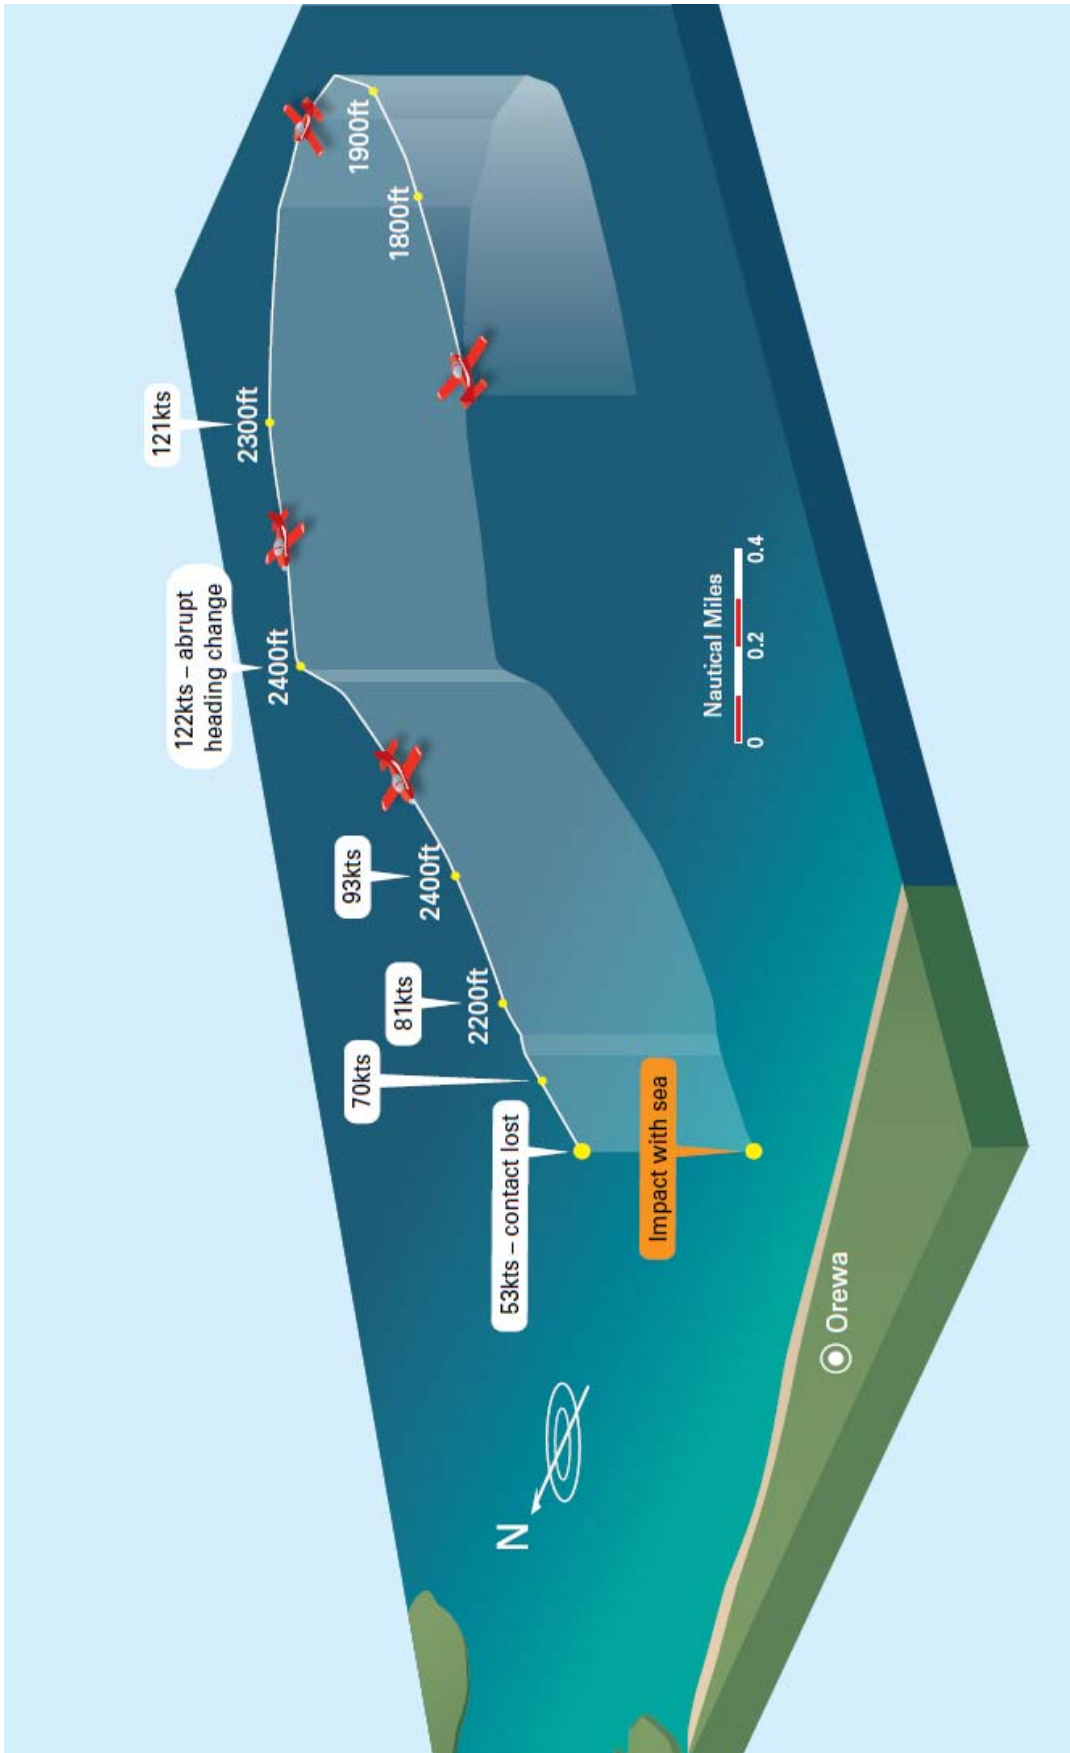 53kts – contact lost
70kts
81kts
93kts
122kts – abrupt
heading change
121kts
2200ft
2400ft
2400ft
2300ft
1900ft
1800ft
N
Impact with sea
Nautical Miles
0
0.2
0.4
Orewa